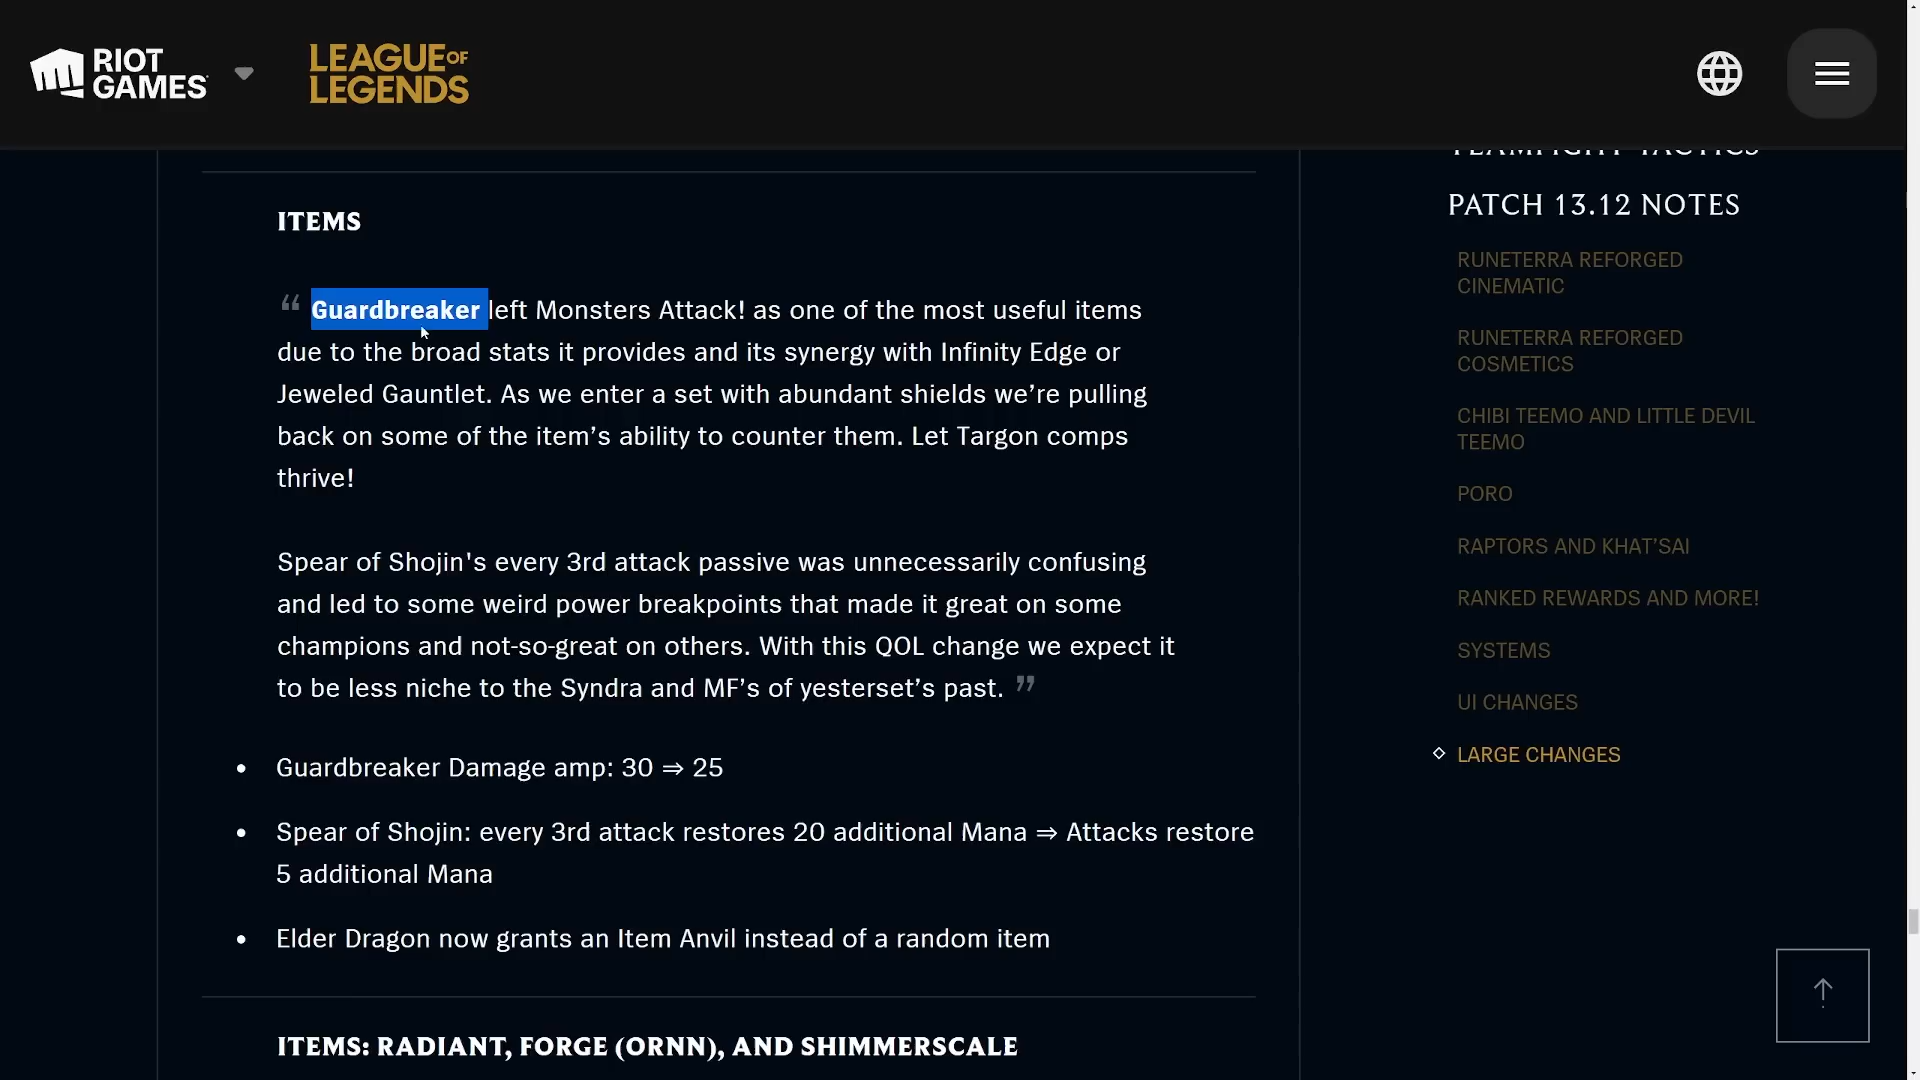 RIOT
GAMES
LEAGUE OF
LEGENDS
ITEMS
“ Guardbreaker left Monsters Attack! as one of the most useful items
due to the broad stats it provides and its synergy with Infinity Edge or
Jeweled Gauntlet. As we enter a set with abundant shields we’re pulling
back on some of the item’s ability to counter them. Let Targon comps
thrive!
Spear of Shojin's every 3rd attack passive was unnecessarily confusing
and led to some weird power breakpoints that made it great on some
champions and not-so-great on others. With this QOL change we expect it
to be less niche to the Syndra and MF’s of yesterset’s past. ”
• Guardbreaker Damage amp: 30 ⇒ 25
• Spear of Shojin: every 3rd attack restores 20 additional Mana ⇒ Attacks restore
5 additional Mana
• Elder Dragon now grants an Item Anvil instead of a random item
ITEMS: RADIANT, FORGE (ORNN), AND SHIMMERSCALE
TEAMFIGHT TACTICS
PATCH 13.12 NOTES
RUNETERRA REFORGED
CINEMATIC
RUNETERRA REFORGED
COSMETICS
CHIBI TEEMO AND LITTLE DEVIL
TEEMO
PORO
RAPTORS AND KHAT’SAI
RANKED REWARDS AND MORE!
SYSTEMS
UI CHANGES
LARGE CHANGES